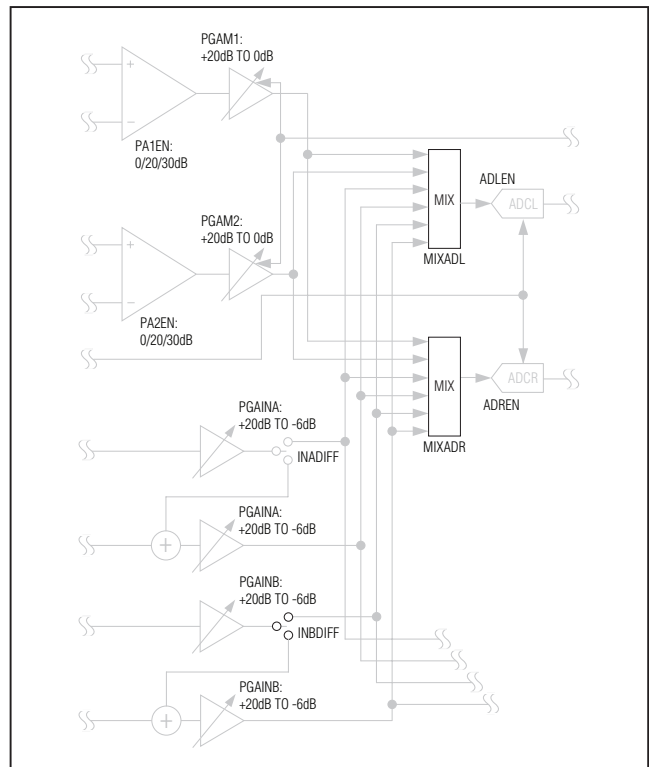 PGAM1:
+20dB TO 0dB
+
−
PA1EN:
0/20/30dB
ADLEN
MIX
ADCL
MIXADL
PGAM2:
+20dB TO 0dB
+
−
PA2EN:
0/20/30dB
MIX
ADCR
ADREN
MIXADR
PGAINA:
+20dB TO -6dB
INADIFF
PGAINA:
+20dB TO -6dB
+
PGAINB:
+20dB TO -6dB
INBDIFF
PGAINB:
+20dB TO -6dB
+